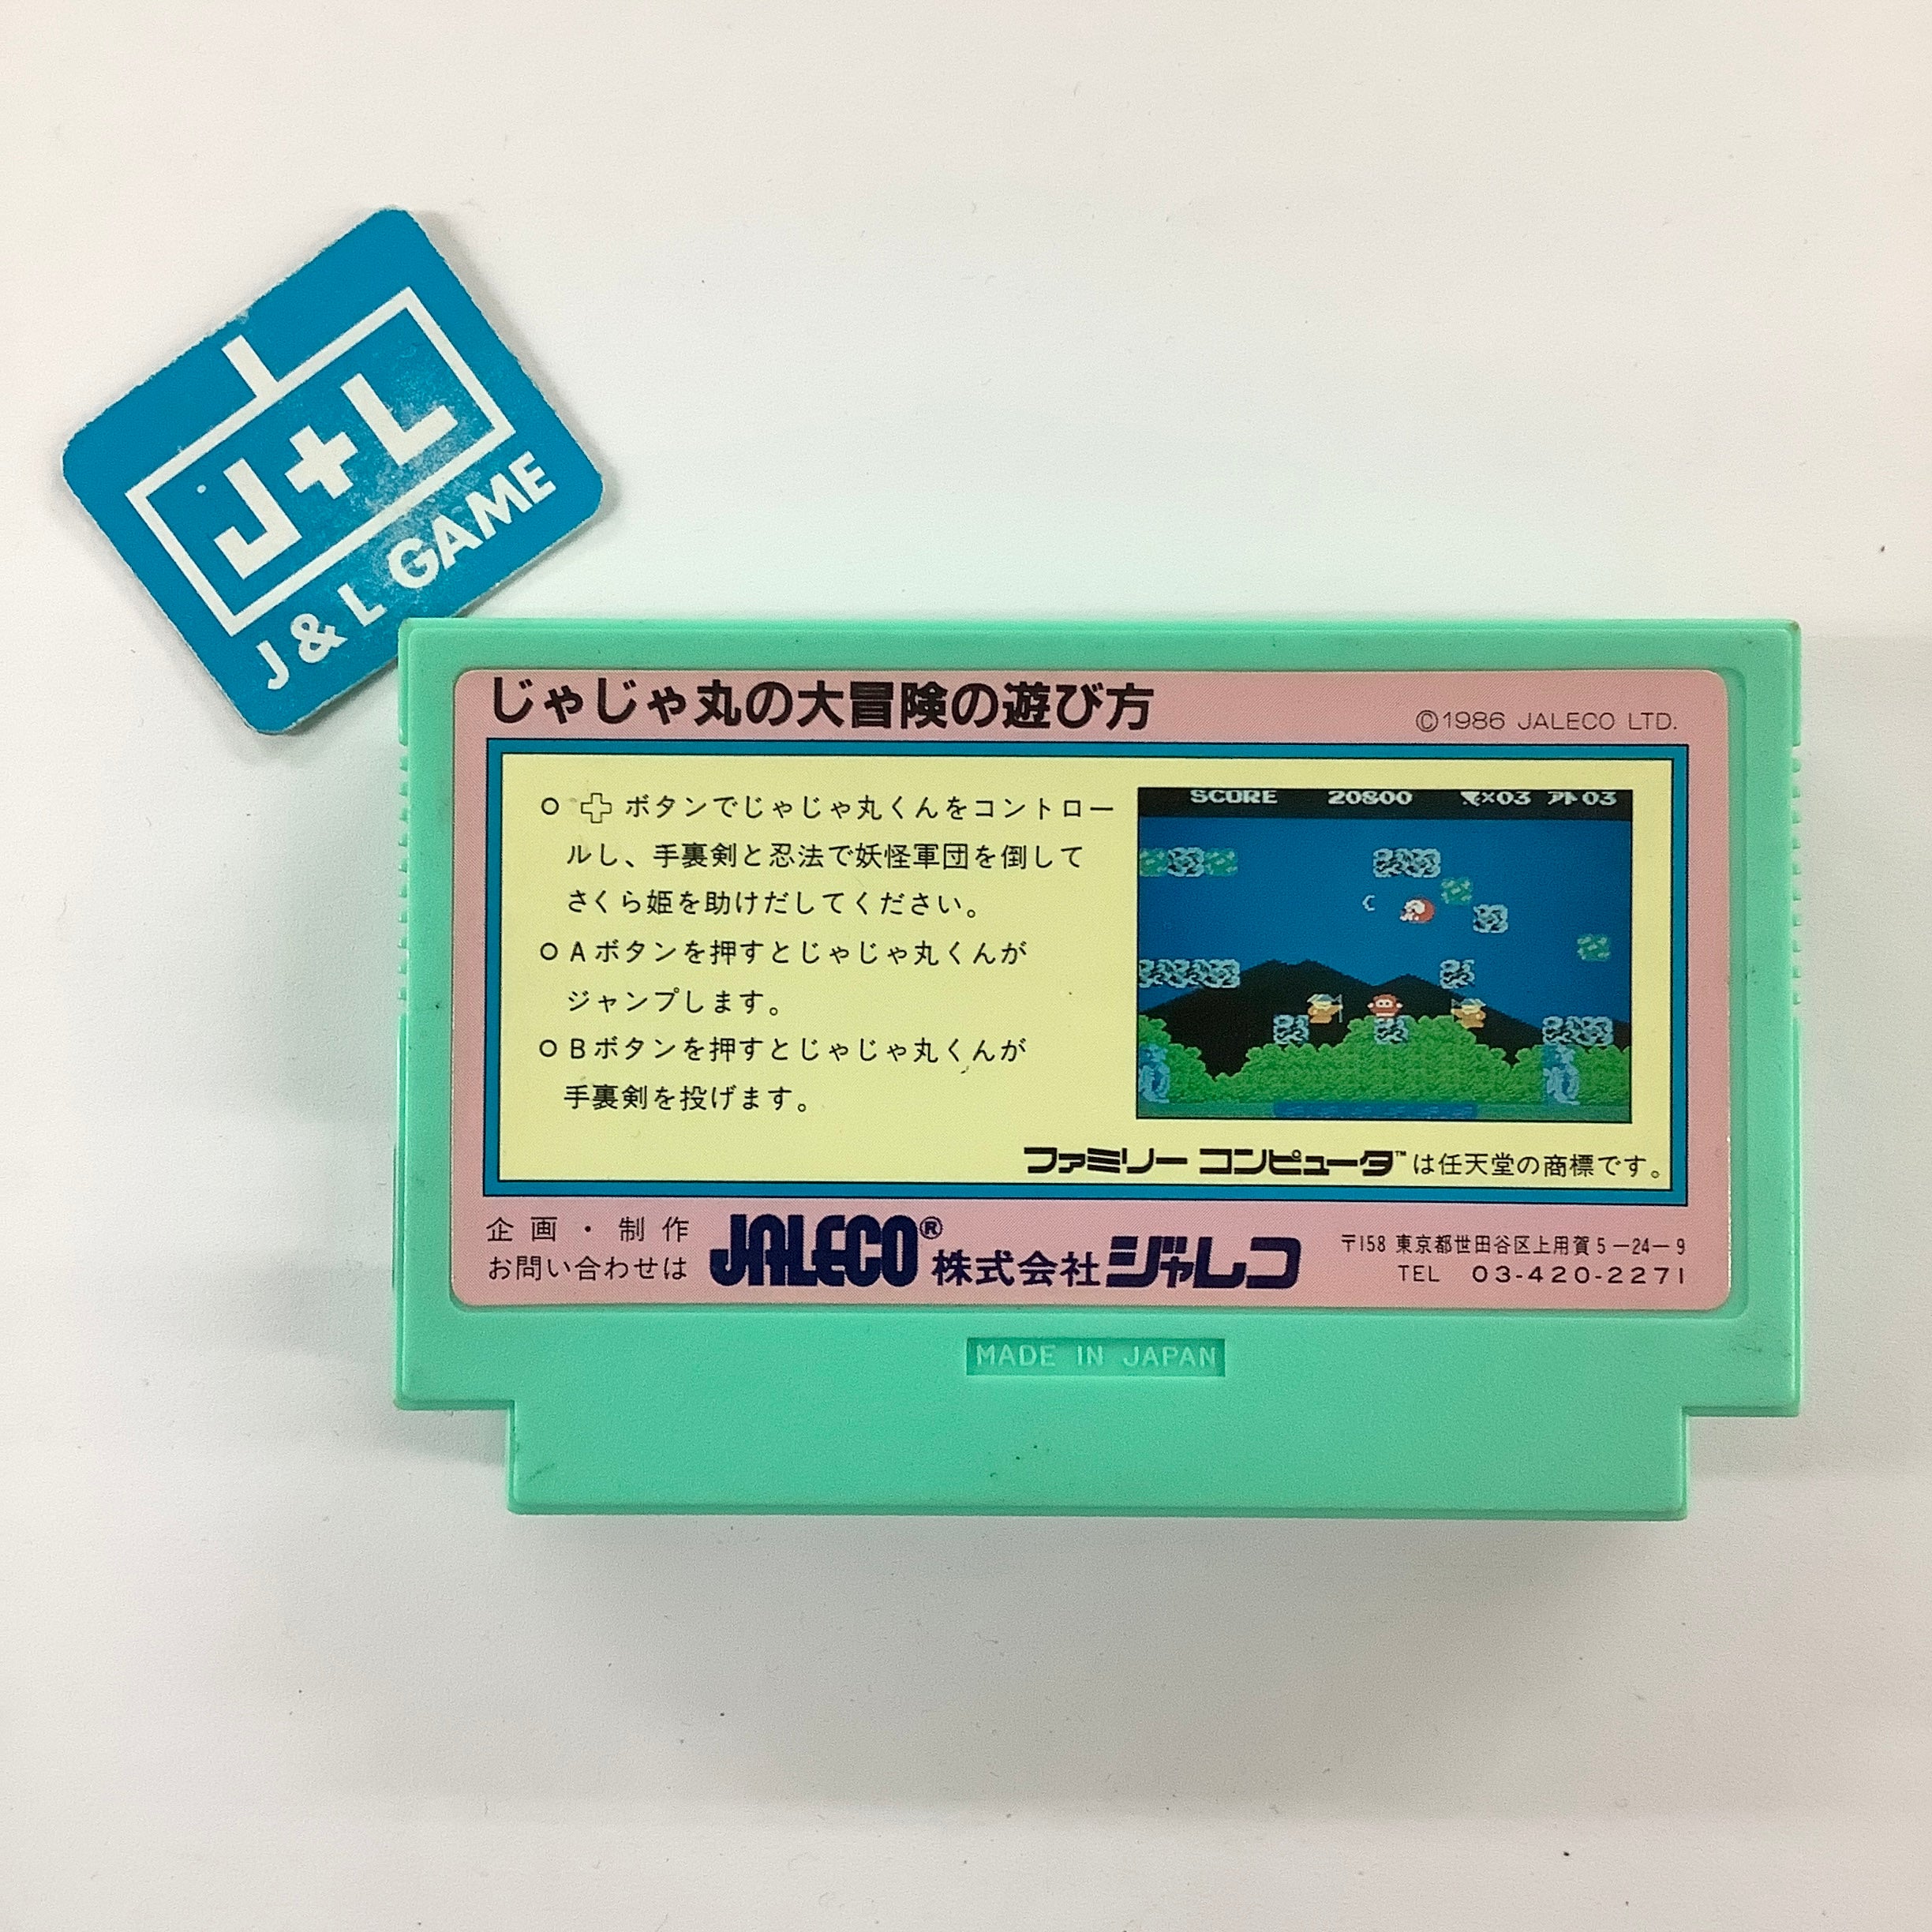 J+L
J & L GAME
じゃじゃ丸の大冒険の遊び方
©1986 JALECO LTD.
○ ✚ ボタンでじゃじゃ丸くんをコントロー
ルし、手裏剣と忍法で妖怪軍団を倒して
さくら姫を助けだしてください。
○ Aボタンを押すとじゃじゃ丸くんが
ジャンプします。
○ Bボタンを押すとじゃじゃ丸くんが
手裏剣を投げます。
SCORE 20800 ×03 アト03
ファミリー コンピュータ™は任天堂の商標です。
企画・制作
お問い合わせは
JALECO® 株式会社ジャレコ
〒158 東京都世田谷区上用賀5-24-9
TEL 03-420-2271
MADE IN JAPAN